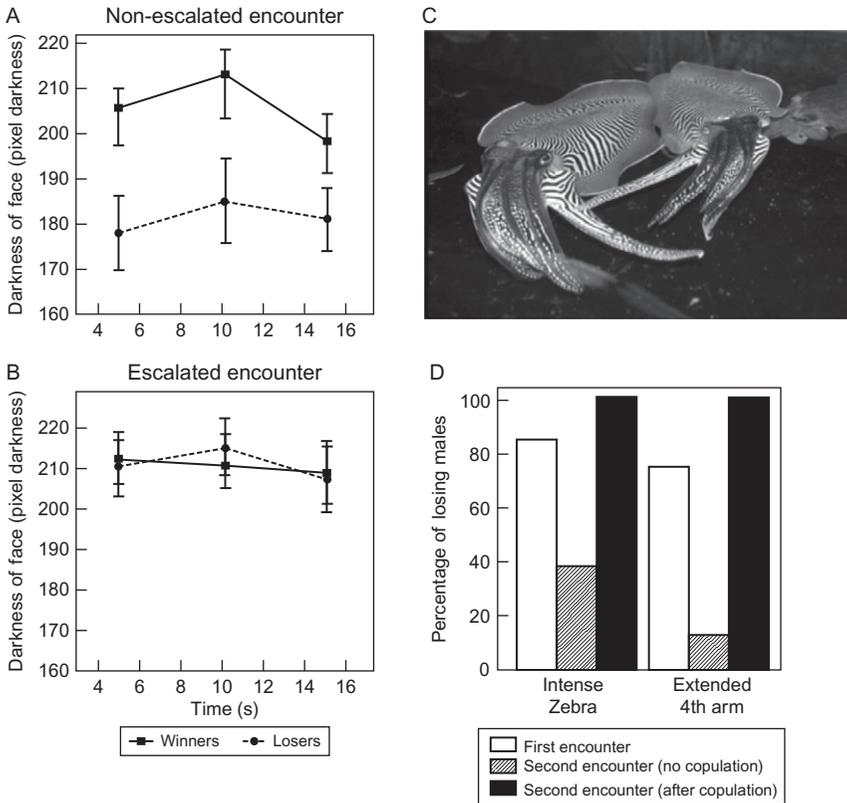 A
Non-escalated encounter
Darkness of face (pixel darkness)
220
210
200
190
180
170
160
4 6 8 10 12 14 16
B
Escalated encounter
Darkness of face (pixel darkness)
220
210
200
190
180
170
160
4 6 8 10 12 14 16
Time (s)
Winners Losers
C
D
Percentage of losing males
100
80
60
40
20
0
Intense
Zebra
Extended
4th arm
First encounter
Second encounter (no copulation)
Second encounter (after copulation)